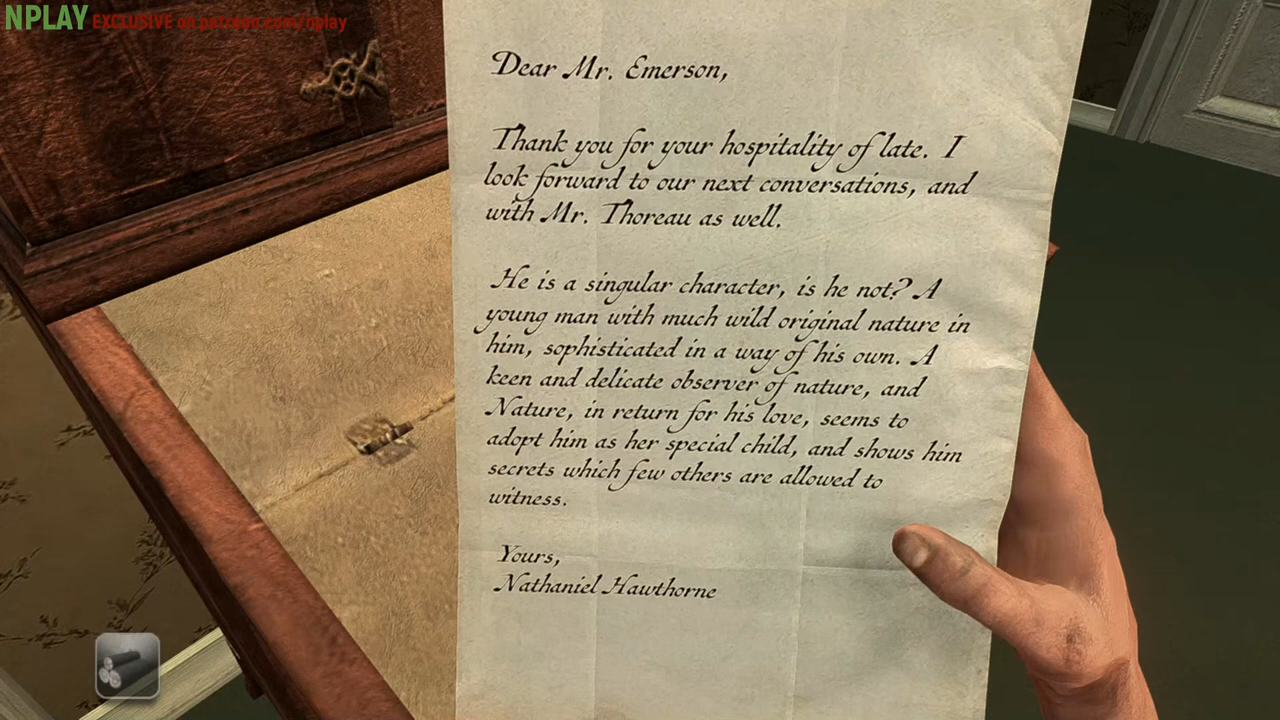 NPLAY EXCLUSIVE on patreon.com/nplay
Dear Mr. Emerson,
Thank you for your hospitality of late. I
look forward to our next conversations, and
with Mr. Thoreau as well.
He is a singular character, is he not? A
young man with much wild original nature in
him, sophisticated in a way of his own. A
keen and delicate observer of nature, and
Nature, in return for his love, seems to
adopt him as her special child, and shows him
secrets which few others are allowed to
witness.
Yours,
Nathaniel Hawthorne